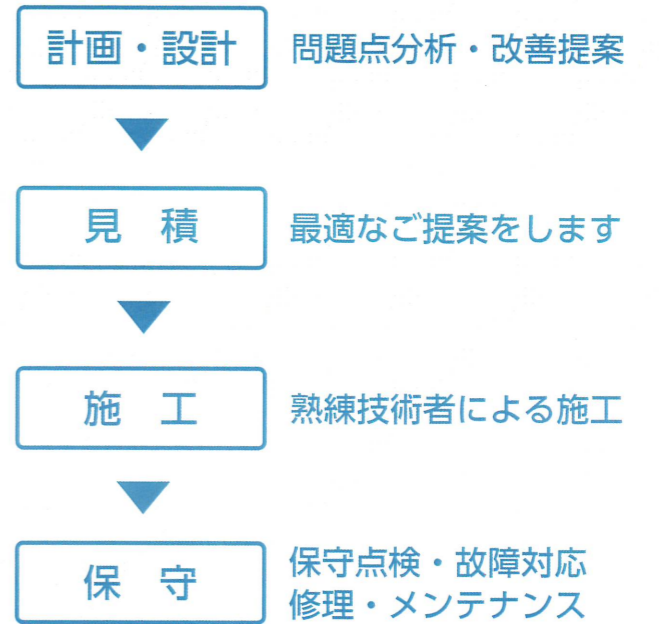 計画・設計 問題点分析・改善提案
見　積 最適なご提案をします
施　工 熟練技術者による施工
保　守 保守点検・故障対応
修理・メンテナンス